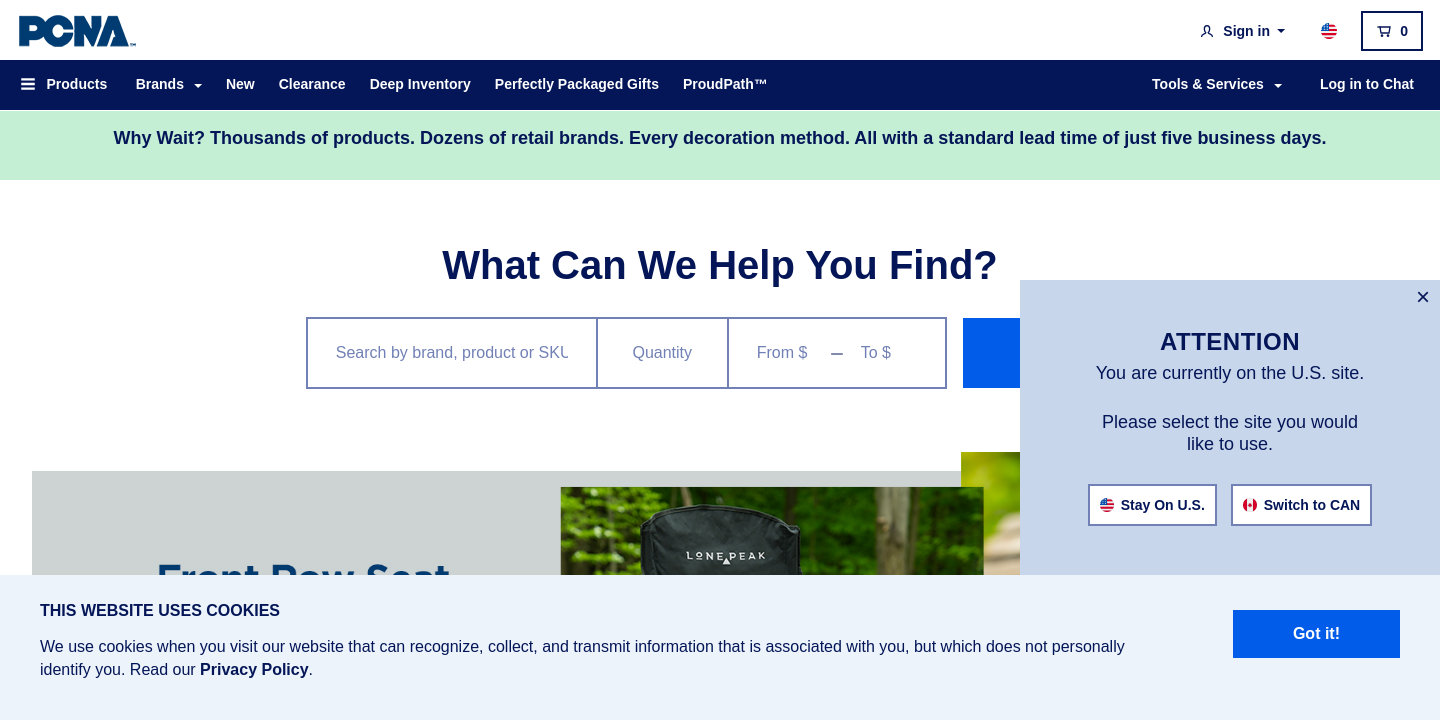 PCNA™
Sign in
0
Products Brands New Clearance Deep Inventory Perfectly Packaged Gifts ProudPath™ Tools & Services Log in to Chat
Why Wait? Thousands of products. Dozens of retail brands. Every decoration method. All with a standard lead time of just five business days.
What Can We Help You Find?
Search by brand, product or SKU Quantity From $ – To $
ATTENTION
You are currently on the U.S. site.
Please select the site you would
like to use.
Stay On U.S. Switch to CAN
LONE PEAK
Front Row Seat
THIS WEBSITE USES COOKIES
We use cookies when you visit our website that can recognize, collect, and transmit information that is associated with you, but which does not personally
identify you. Read our Privacy Policy.
Got it!